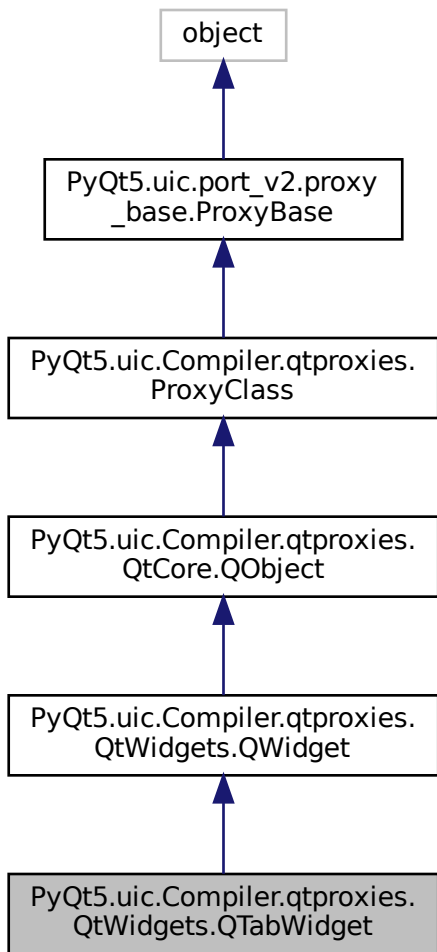 object
PyQt5.uic.port_v2.proxy
_base.ProxyBase
PyQt5.uic.Compiler.qtproxies.
ProxyClass
PyQt5.uic.Compiler.qtproxies.
QtCore.QObject
PyQt5.uic.Compiler.qtproxies.
QtWidgets.QWidget
PyQt5.uic.Compiler.qtproxies.
QtWidgets.QTabWidget